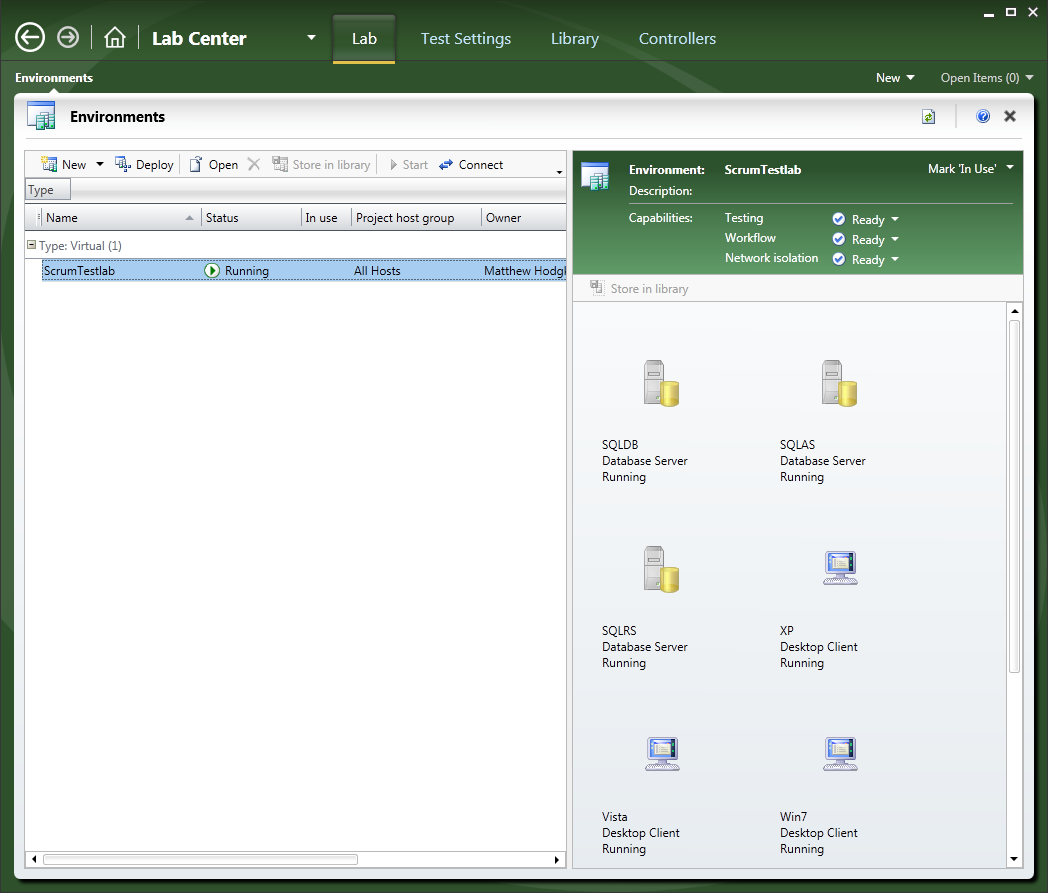 Lab Center
Lab
Test Settings
Library
Controllers
Environments
New
Open Items (0)
Environments
New
Deploy
Open
Store in library
Start
Connect
Type
Name
Status
In use
Project host group
Owner
Type: Virtual (1)
ScrumTestlab
Running
All Hosts
Matthew Hodgl
Environment:
ScrumTestlab
Mark 'In Use'
Description:
Capabilities:
Testing
Ready
Workflow
Ready
Network isolation
Ready
Store in library
SQLDB
Database Server
Running
SQLAS
Database Server
Running
SQLRS
Database Server
Running
XP
Desktop Client
Running
Vista
Desktop Client
Running
Win7
Desktop Client
Running